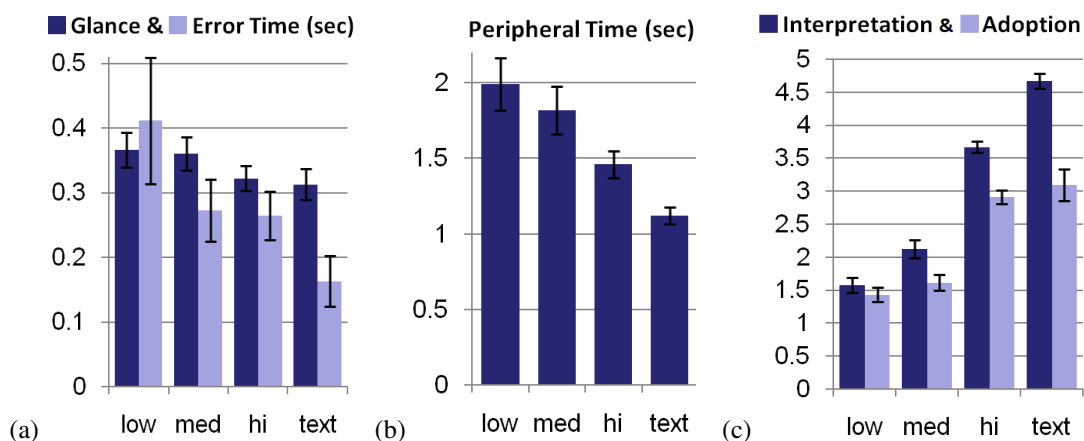 Glance & Error Time (sec)
0.5
0.4
0.3
0.2
0.1
0
low med hi text
(a)
Peripheral Time (sec)
2
1.5
1
0.5
0
low med hi text
(b)
Interpretation & Adoption
5
4.5
4
3.5
3
2.5
2
1.5
1
0.5
0
low med hi text
(c)